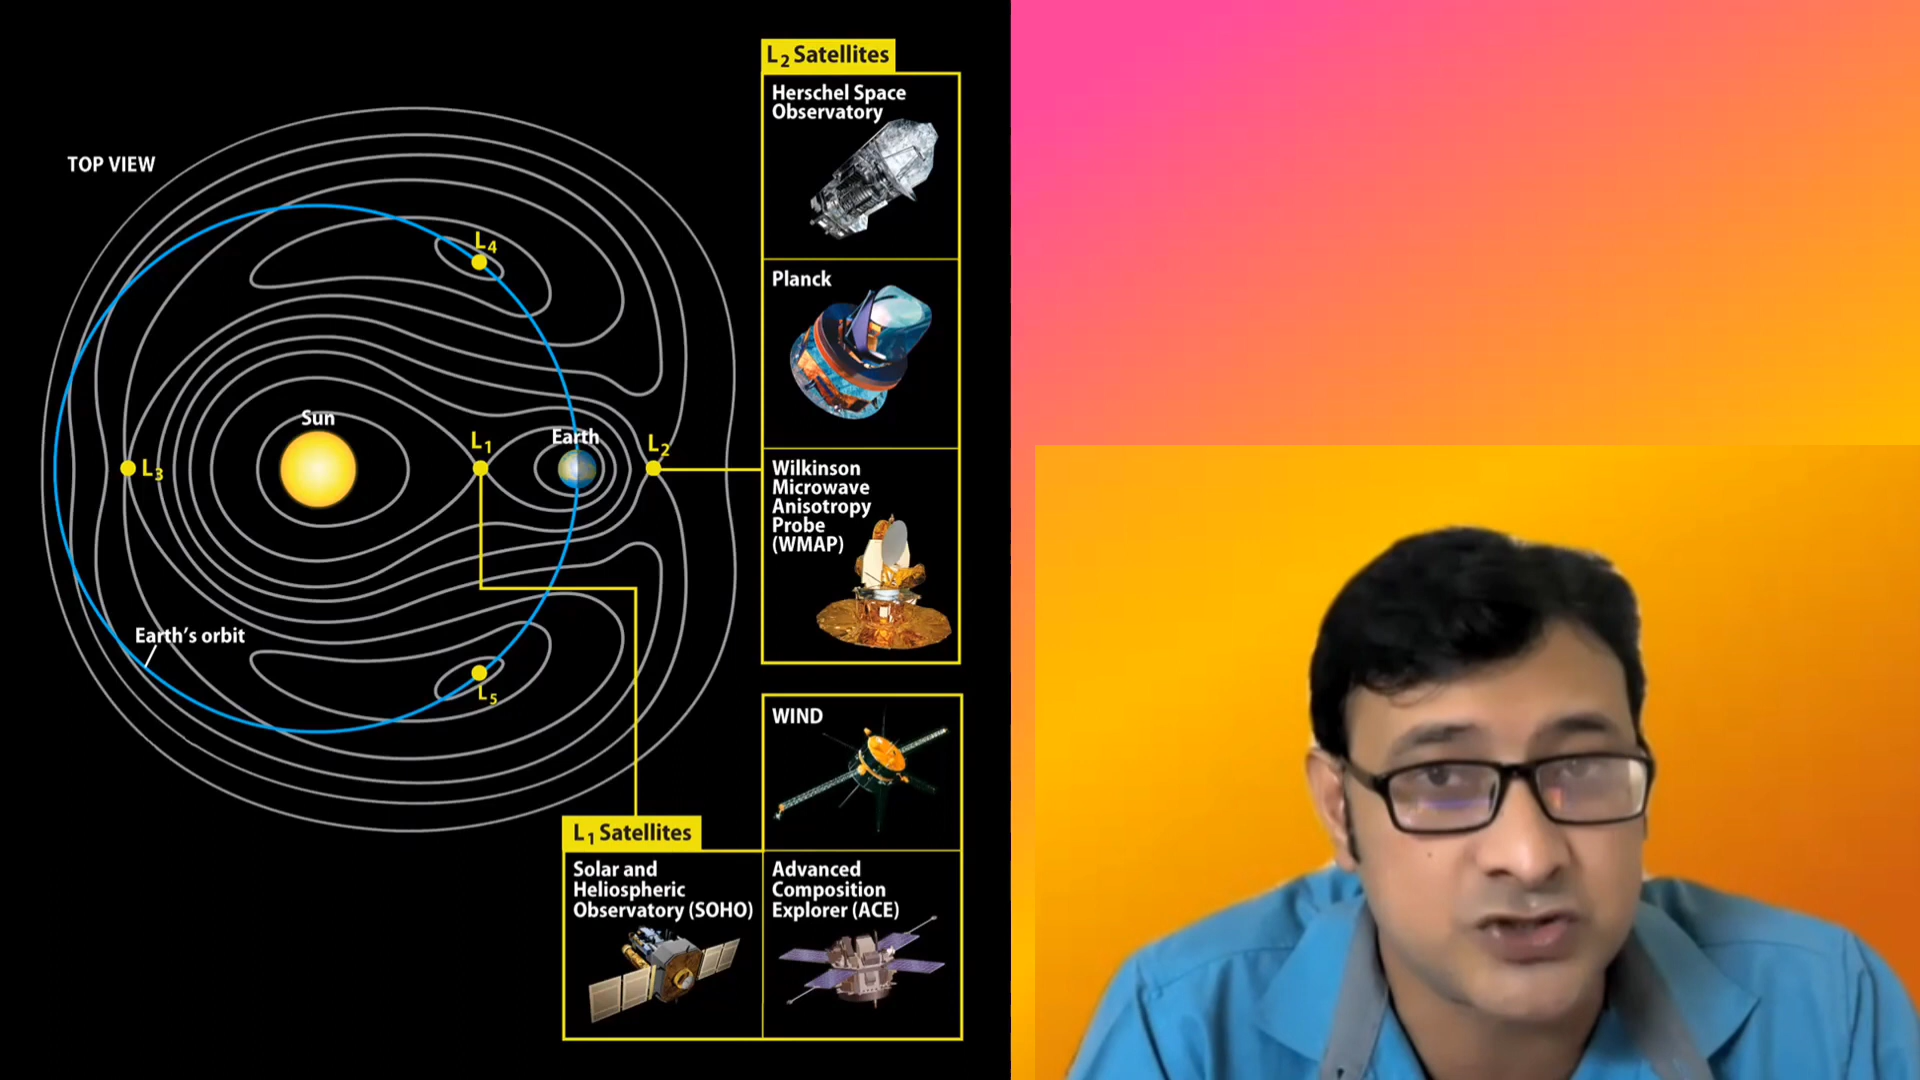 L2 Satellites
Herschel Space
Observatory
TOP VIEW
L4
Planck
Sun
L1
Earth
L2
L3
Wilkinson
Microwave
Anisotropy
Probe
(WMAP)
Earth's orbit
L5
WIND
L1 Satellites
Solar and
Heliospheric
Observatory (SOHO)
Advanced
Composition
Explorer (ACE)